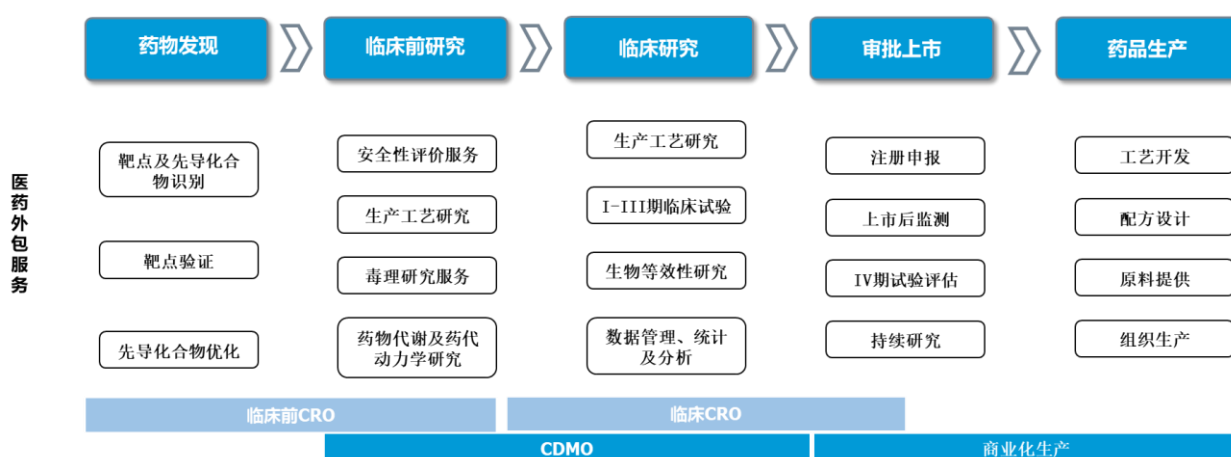 药物发现
临床前研究
临床研究
审批上市
药品生产
医药外包服务
靶点及先导化合
物识别
靶点验证
先导化合物优化
安全性评价服务
生产工艺研究
毒理研究服务
药物代谢及药代
动力学研究
生产工艺研究
I-III期临床试验
生物等效性研究
数据管理、统计
及分析
注册申报
上市后监测
IV期试验评估
持续研究
工艺开发
配方设计
原料提供
组织生产
临床前CRO
临床CRO
CDMO
商业化生产